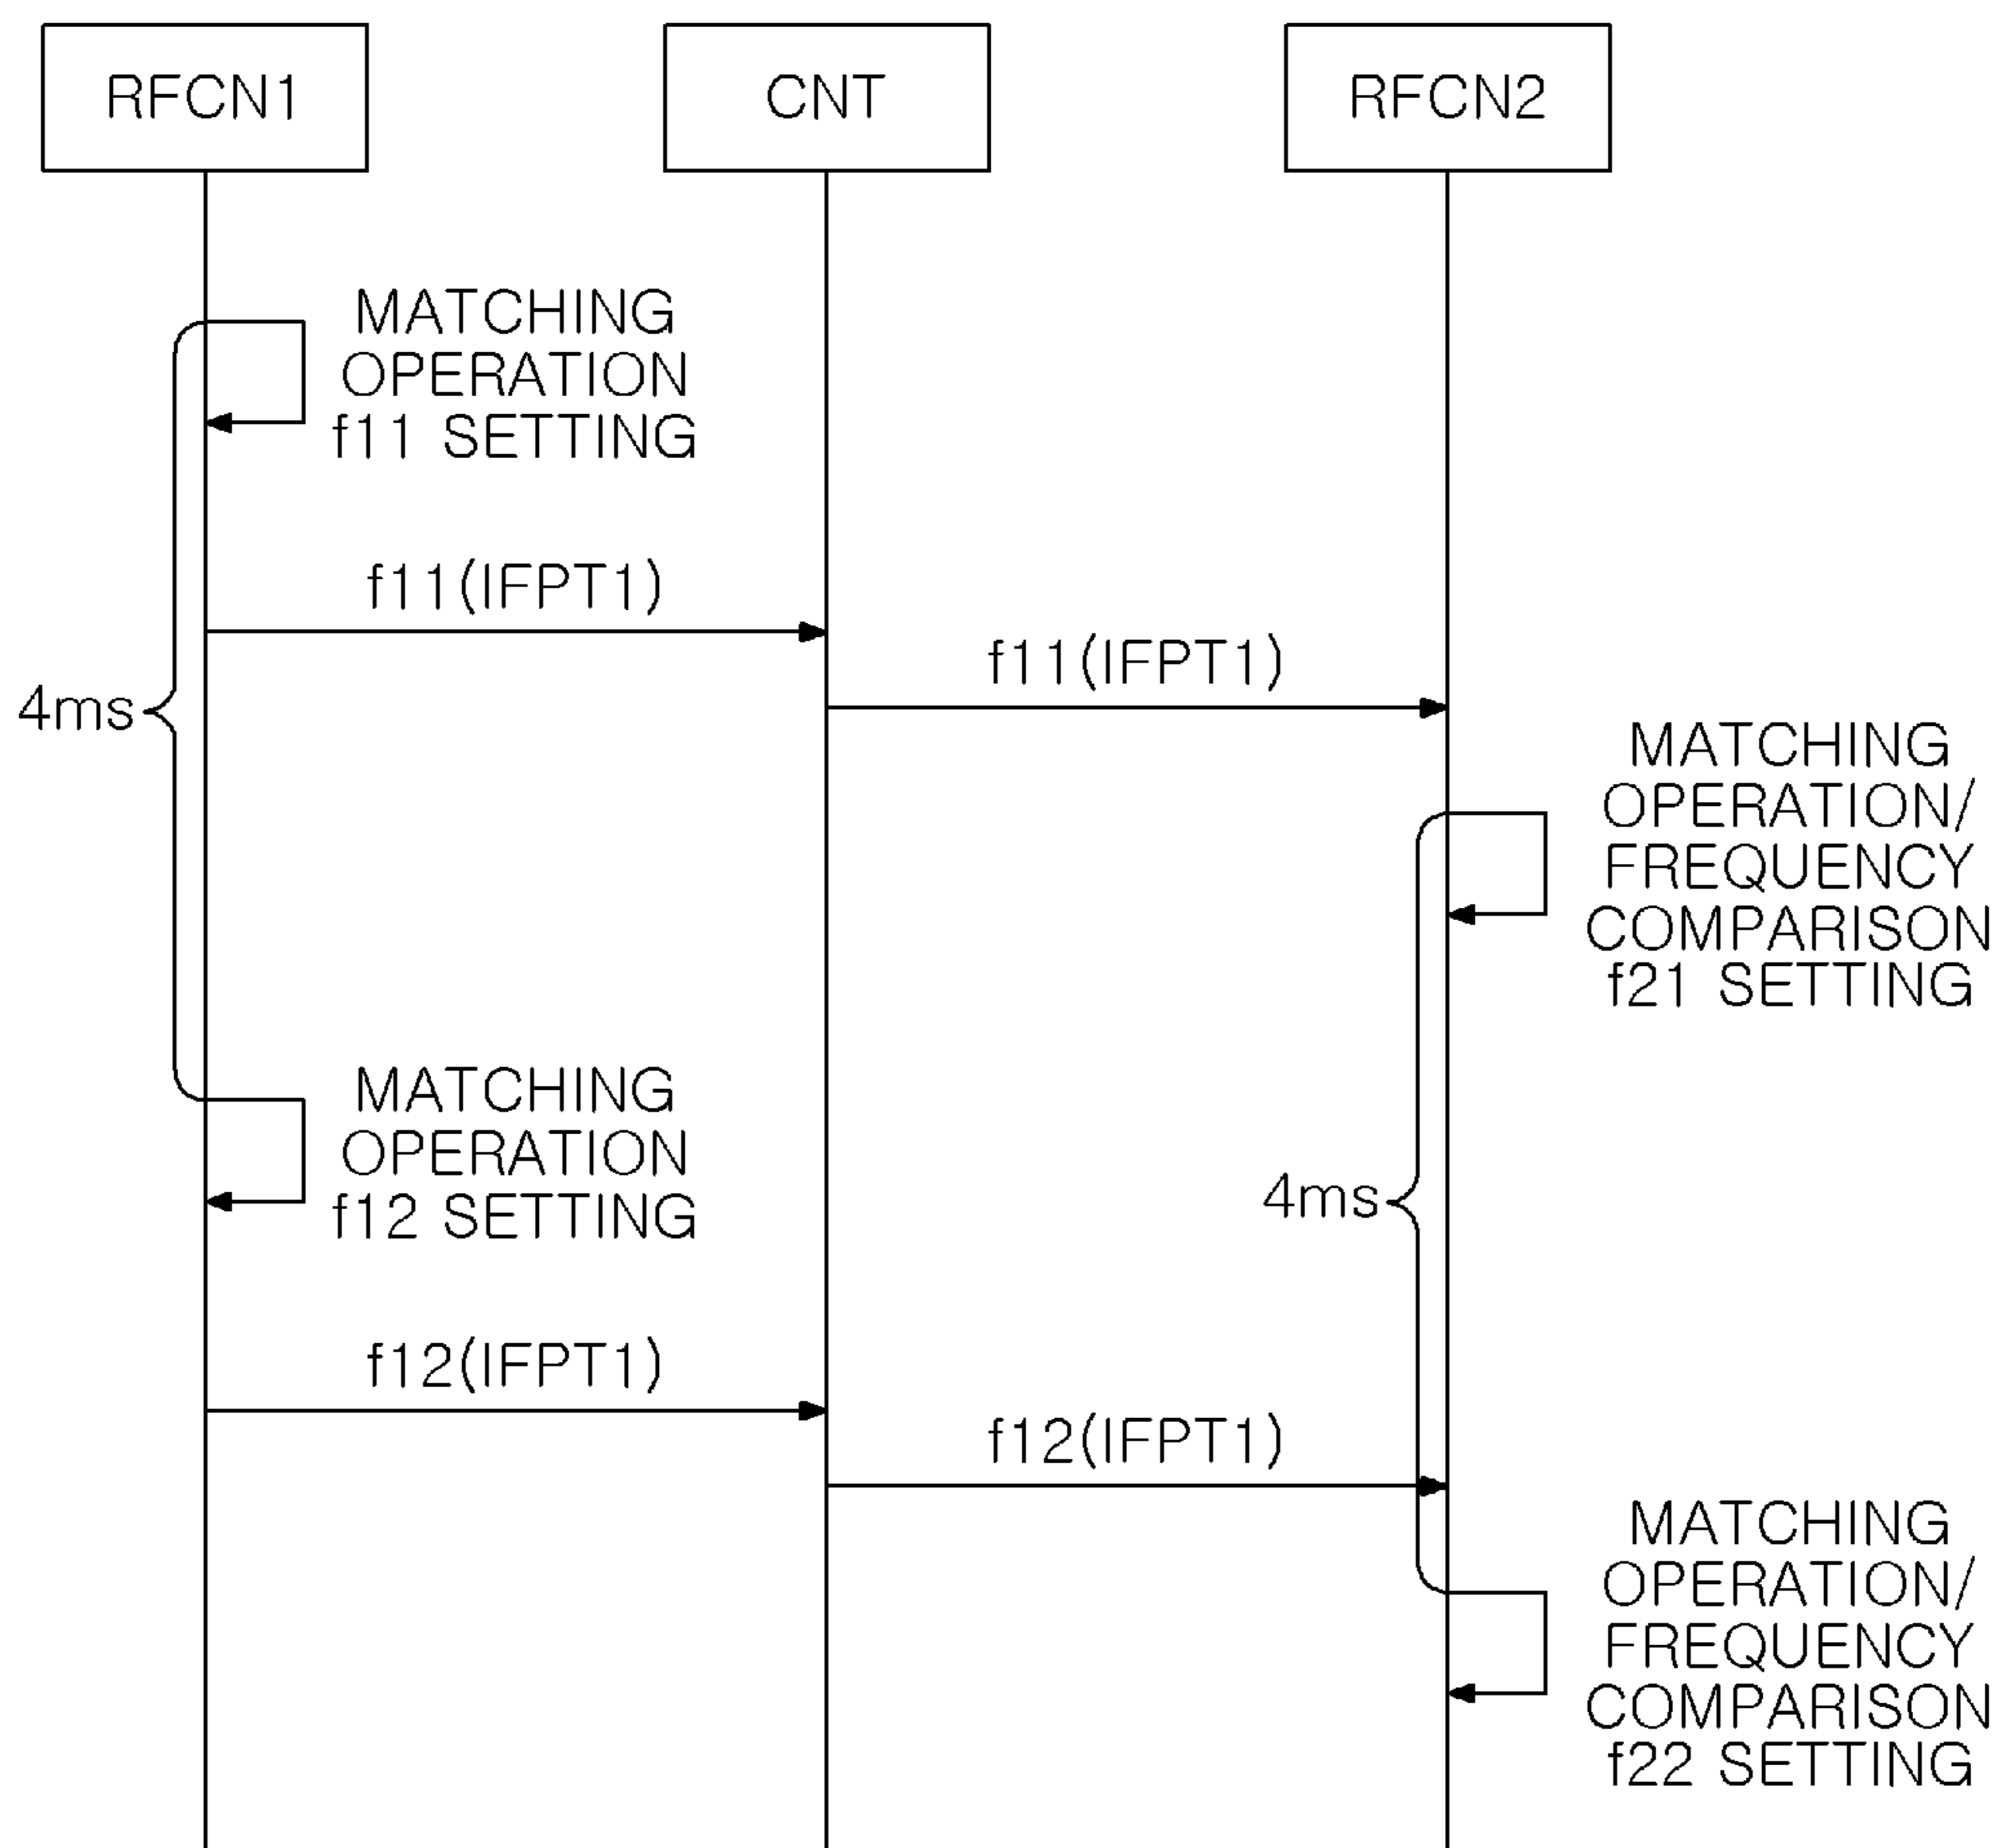 RFCN1
CNT
RFCN2
MATCHING
OPERATION
f11 SETTING
f11(IFPT1)
f11(IFPT1)
4ms
MATCHING
OPERATION/
FREQUENCY
COMPARISON
f21 SETTING
MATCHING
OPERATION
f12 SETTING
4ms
f12(IFPT1)
f12(IFPT1)
MATCHING
OPERATION/
FREQUENCY
COMPARISON
f22 SETTING